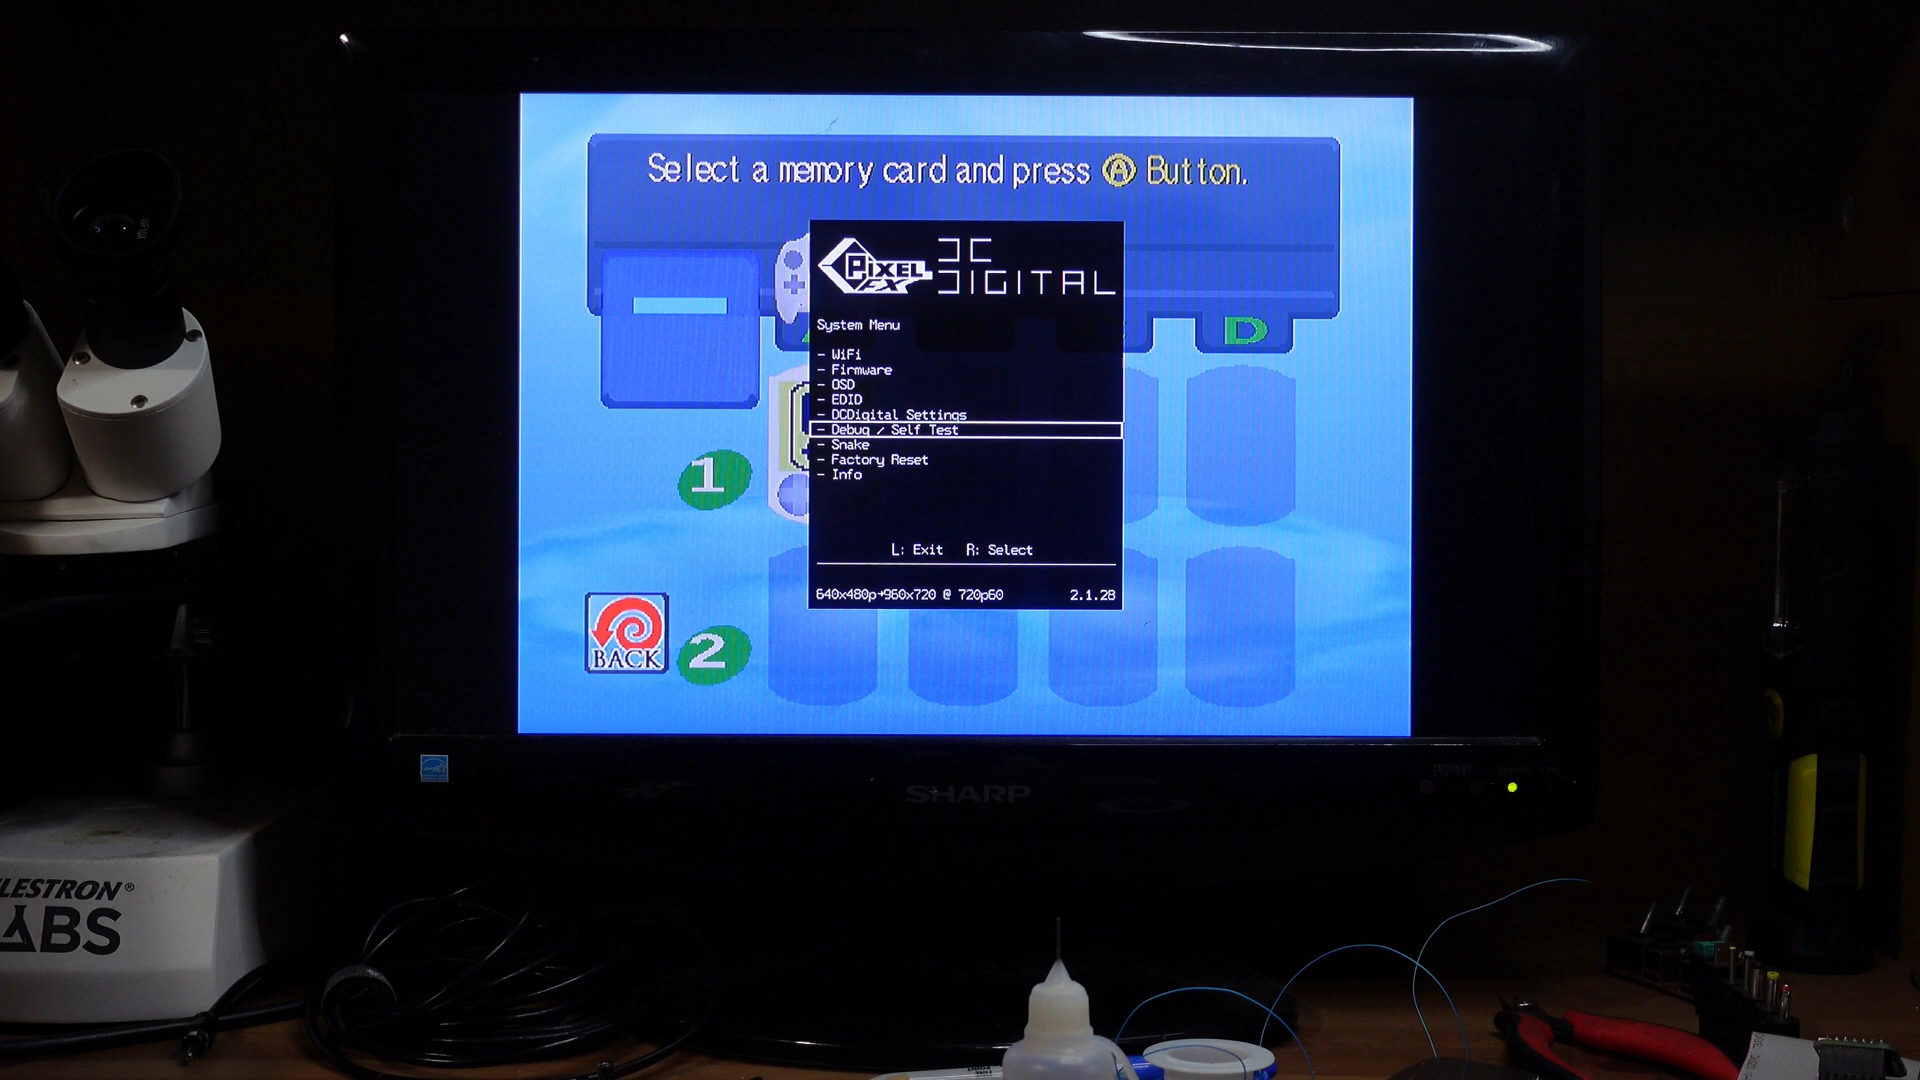 Select a memory card and press A Button.
PIXEL
FX
DC
DIGITAL
System Menu
- WiFi
- Firmware
- OSD
- EDID
- DCDigital Settings
- Debug / Self Test
- Snake
- Factory Reset
- Info
L: Exit R: Select
640x480p→960x720 @ 720p60 2.1.28
D
1
2
BACK
SHARP
LESTRON®
ABS